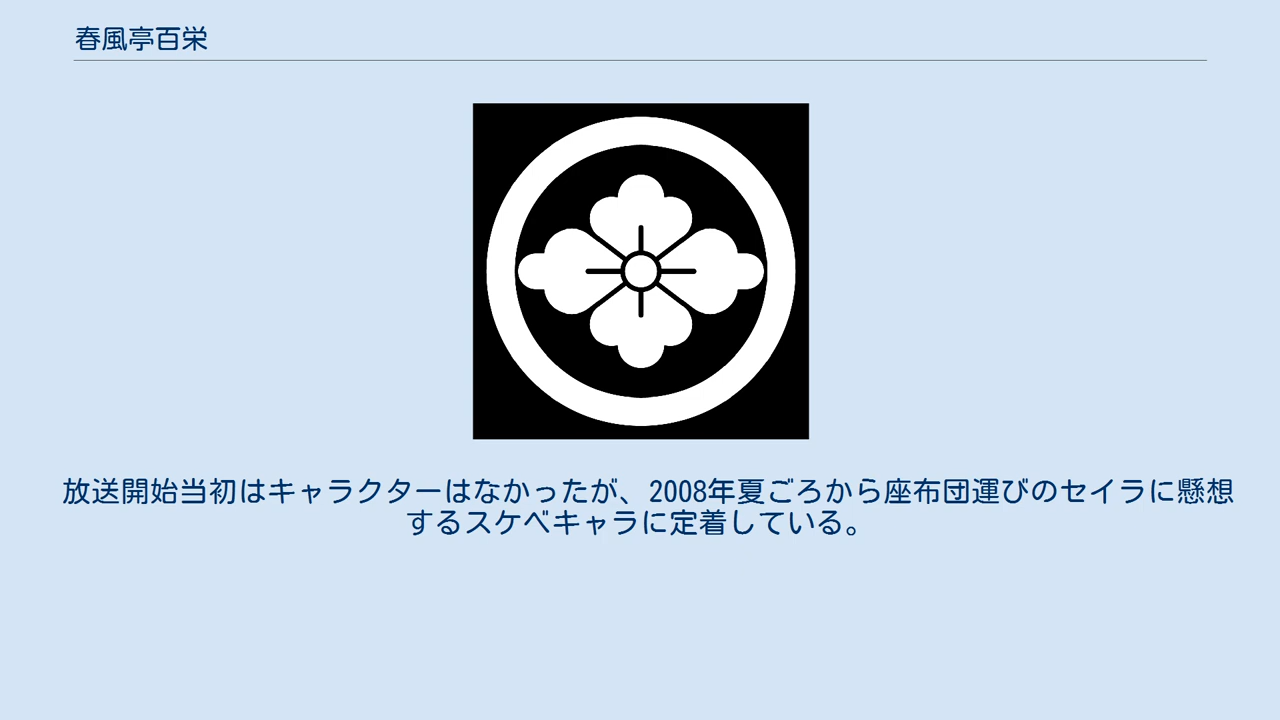 春風亭百栄
放送開始当初はキャラクターはなかったが、2008年夏ごろから座布団運びのセイラに懸想
するスケベキャラに定着している。